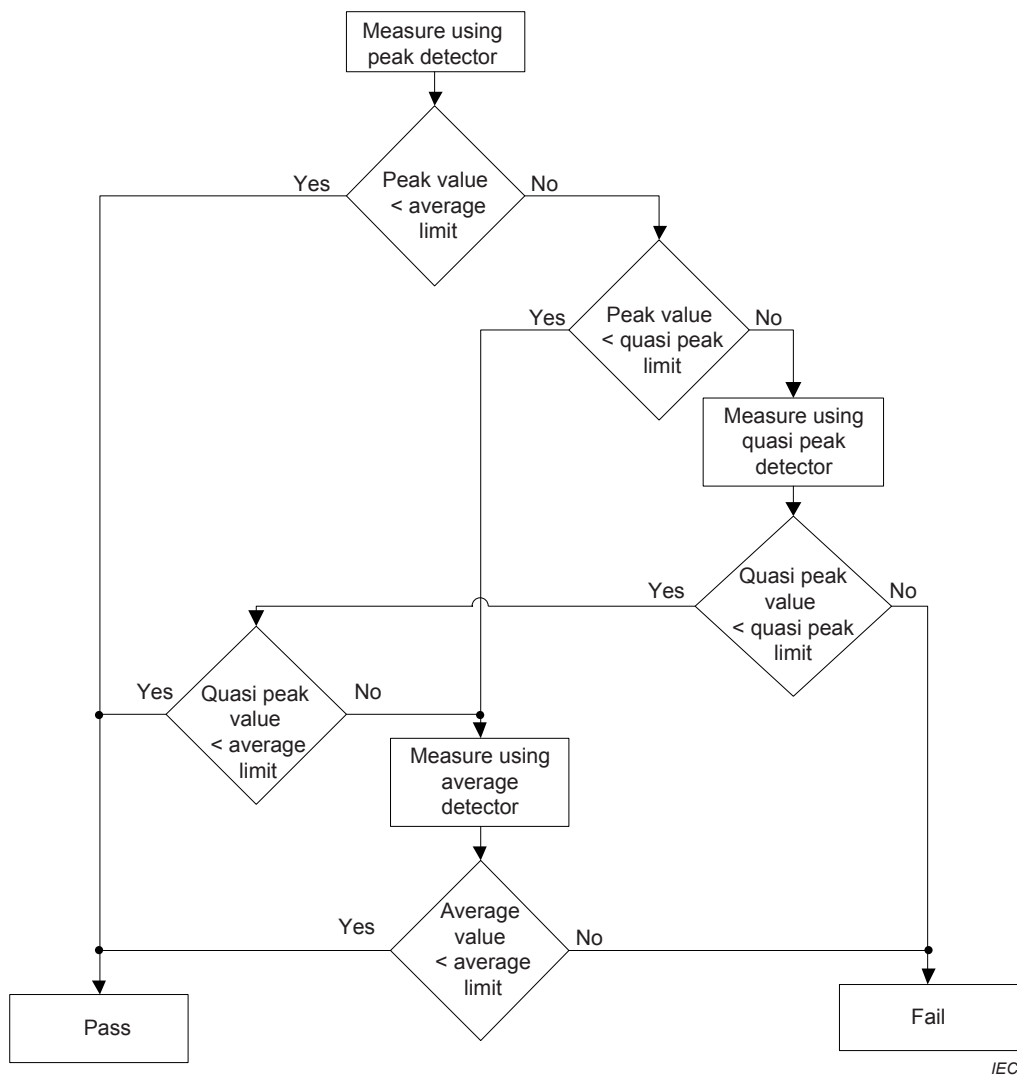 Measure using
peak detector
Yes
Peak value
< average
limit
No
Yes
Peak value
< quasi peak
limit
No
Measure using
quasi peak
detector
Yes
Quasi peak
value
< quasi peak
limit
No
Yes
Quasi peak
value
< average
limit
No
Measure using
average
detector
Yes
Average
value
< average
limit
No
Pass
Fail
IEC